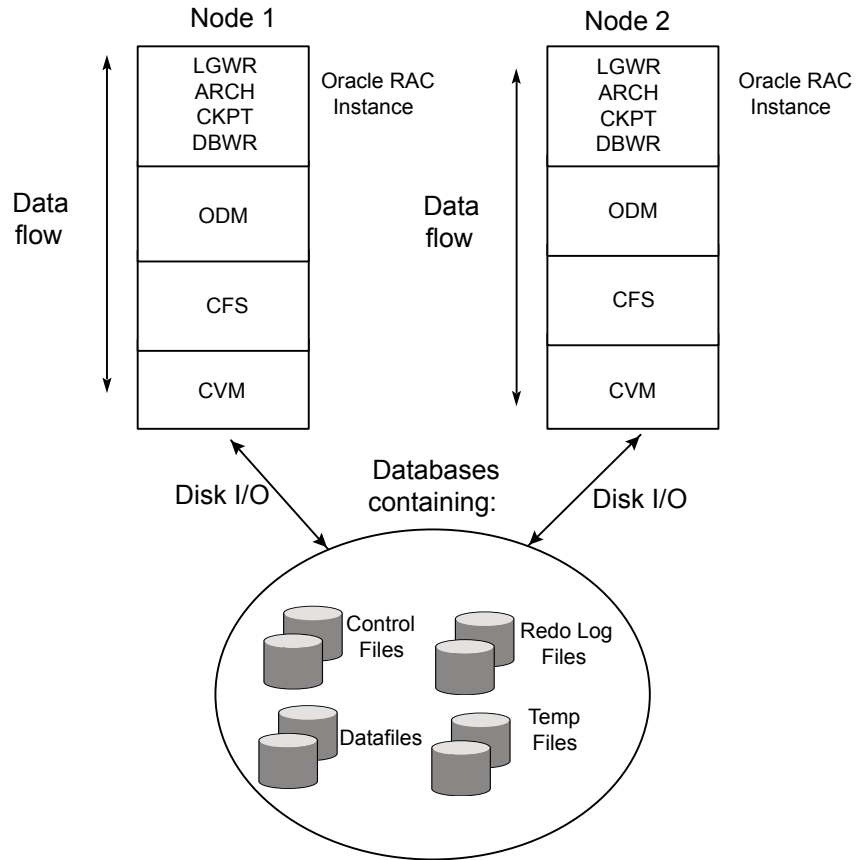 Node 1
LGWR
ARCH
CKPT
DBWR
Oracle RAC
Instance
Data
flow
ODM
CFS
CVM
Node 2
LGWR
ARCH
CKPT
DBWR
Oracle RAC
Instance
Data
flow
ODM
CFS
CVM
Disk I/O
Databases
containing:
Disk I/O
Control
Files
Redo Log
Files
Datafiles
Temp
Files